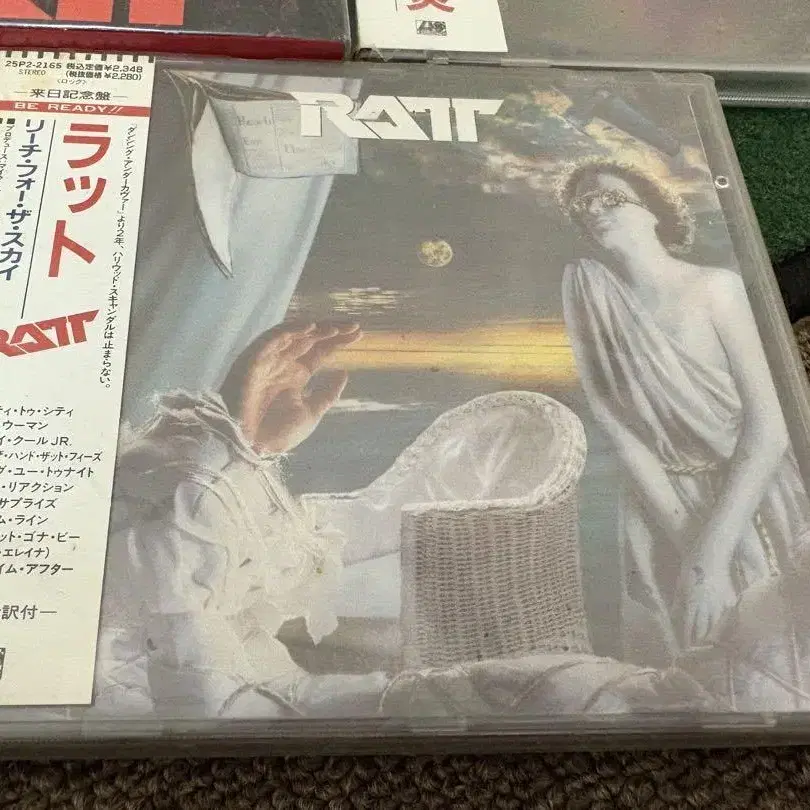 炎
25P2-2165 税込定価¥2,348
STEREO (税抜価格¥2,280)
〈ロック〉
—来日記念盤—
BE READY!!
ラット
リーチ・フォー・ザ・スカイ
「ダンシング・アンダーカヴァー」より2年、ハリウッド・スキャンダルは止まらない。
RATT
RATT
ティ・トゥ・シティ
ウーマン
イ・クールJR.
ザ・ハンド・ザット・フィーズ
グ・ユー・トゥナイト
・リアクション
サプライズ
ム・ライン
ット・ゴナ・ビー
エレイナ)
イム・アフター
訳付—